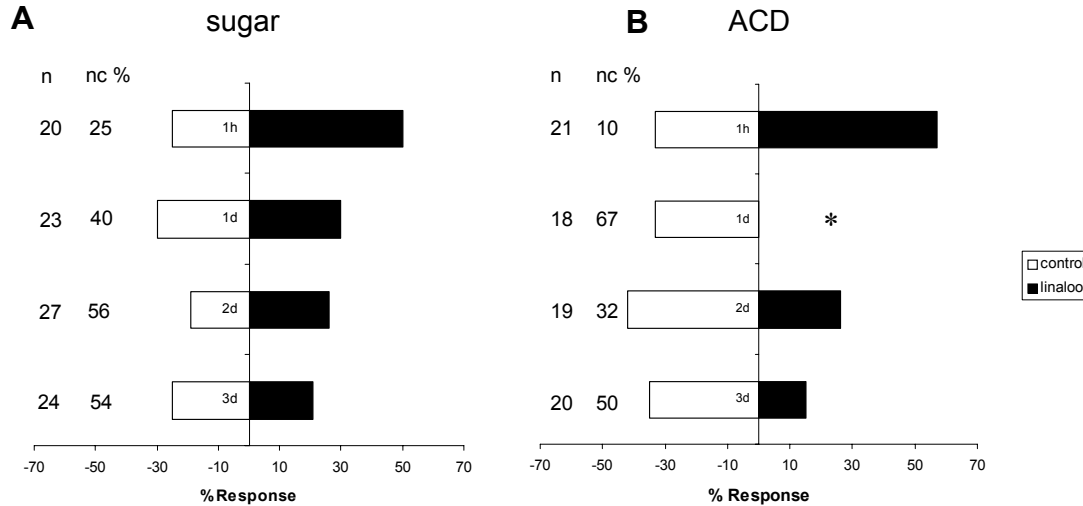 A sugar
n nc %
20 25 1h
23 40 1d
27 56 2d
24 54 3d
-70 -50 -30 -10 10 30 50 70
%Response
B ACD
n nc %
21 10 1h
18 67 1d *
19 32 2d
20 50 3d
-70 -50 -30 -10 10 30 50 70
% Response
control
linaloo